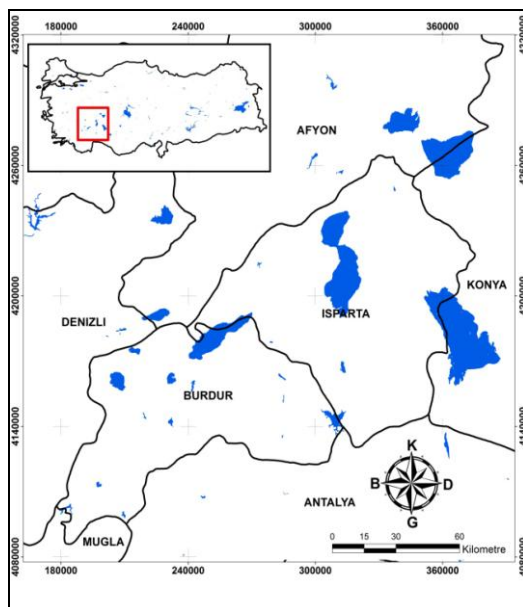 180000 240000 300000 360000
4320000 4320000
AFYON
4260000 4260000
KONYA
4200000 4200000
ISPARTA
DENIZLI
BURDUR
4140000 4140000
K
B D
G
ANTALYA
MUGLA
0 15 30 60
Kilometre
4080000 4080000
180000 240000 300000 360000